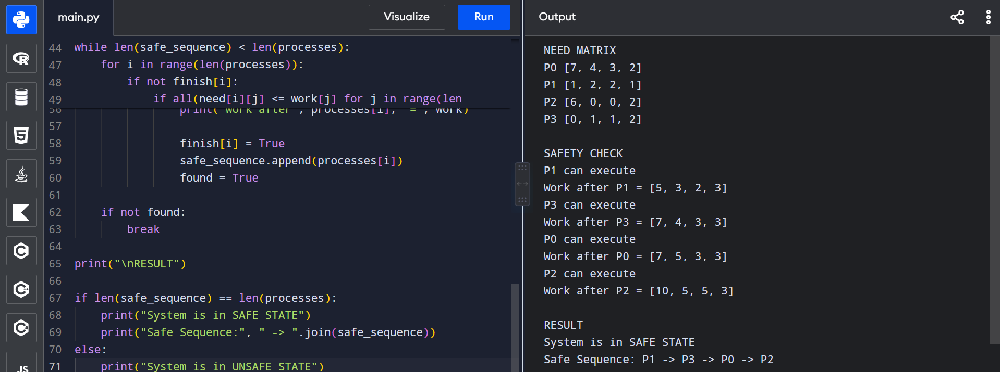 main.py
Visualize
Run
Output
44 while len(safe_sequence) < len(processes):
47 for i in range(len(processes)):
48 if not finish[i]:
49 if all(need[i][j] <= work[j] for j in range(len
56 print("Work after", processes[i], "=", work)
57
58 finish[i] = True
59 safe_sequence.append(processes[i])
60 found = True
61
62 if not found:
63 break
64
65 print("\nRESULT")
66
67 if len(safe_sequence) == len(processes):
68 print("System is in SAFE STATE")
69 print("Safe Sequence:", " -> ".join(safe_sequence))
70 else:
71 print("System is in UNSAFE STATE")
NEED MATRIX
P0 [7, 4, 3, 2]
P1 [1, 2, 2, 1]
P2 [6, 0, 0, 2]
P3 [0, 1, 1, 2]
SAFETY CHECK
P1 can execute
Work after P1 = [5, 3, 2, 3]
P3 can execute
Work after P3 = [7, 4, 3, 3]
P0 can execute
Work after P0 = [7, 5, 3, 3]
P2 can execute
Work after P2 = [10, 5, 5, 3]
RESULT
System is in SAFE STATE
Safe Sequence: P1 -> P3 -> P0 -> P2
R
5
C
C++
C#
JS